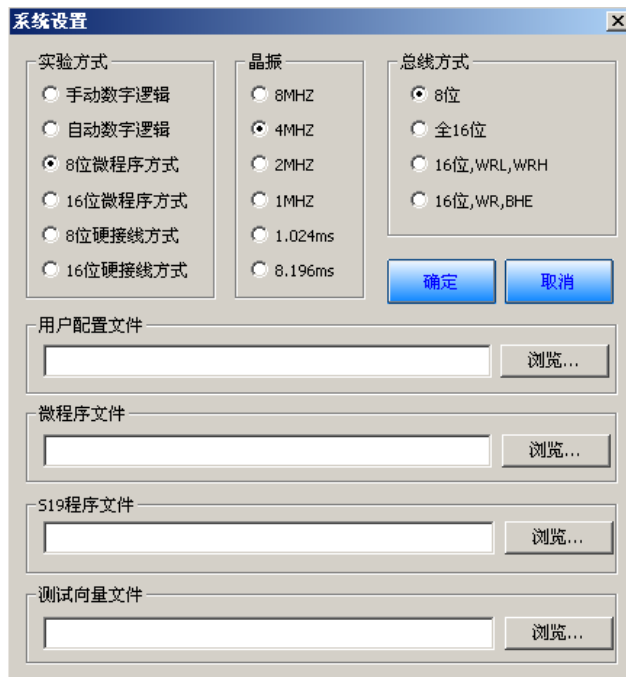 系统设置
实验方式
手动数字逻辑
自动数字逻辑
8位微程序方式
16位微程序方式
8位硬接线方式
16位硬接线方式
晶振
8MHZ
4MHZ
2MHZ
1MHZ
1.024ms
8.196ms
总线方式
8位
全16位
16位,WRL,WRH
16位,WR,BHE
确定
取消
用户配置文件
浏览...
微程序文件
浏览...
S19程序文件
浏览...
测试向量文件
浏览...